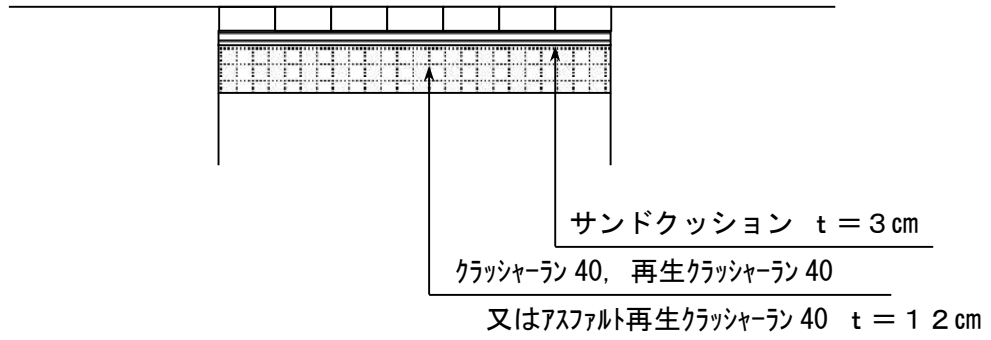 サンドクッション ｔ＝３㎝
ｸﾗｯｼｬｰﾗﾝ 40， 再生ｸﾗｯｼｬｰﾗﾝ 40
又はｱｽﾌｧﾙﾄ再生ｸﾗｯｼｬｰﾗﾝ 40 ｔ＝１２㎝